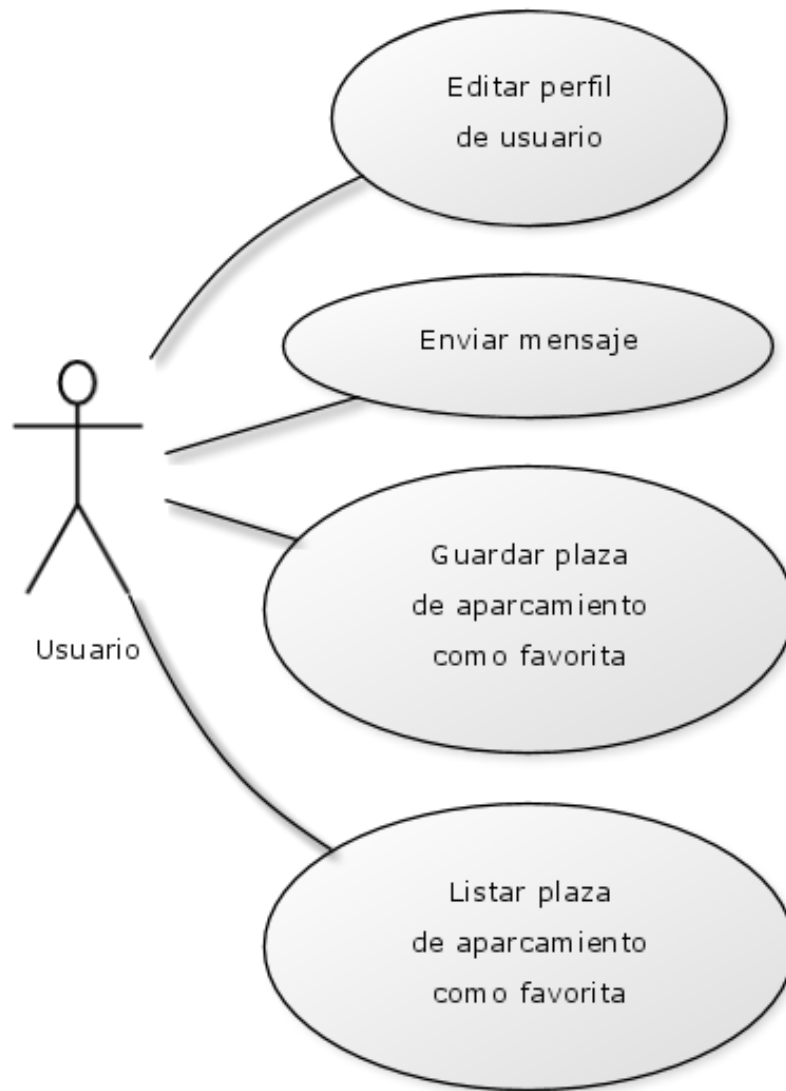 Editar perfil
de usuario
Enviar mensaje
Guardar plaza
de aparcamiento
como favorita
Usuario
Listar plaza
de aparcamiento
como favorita